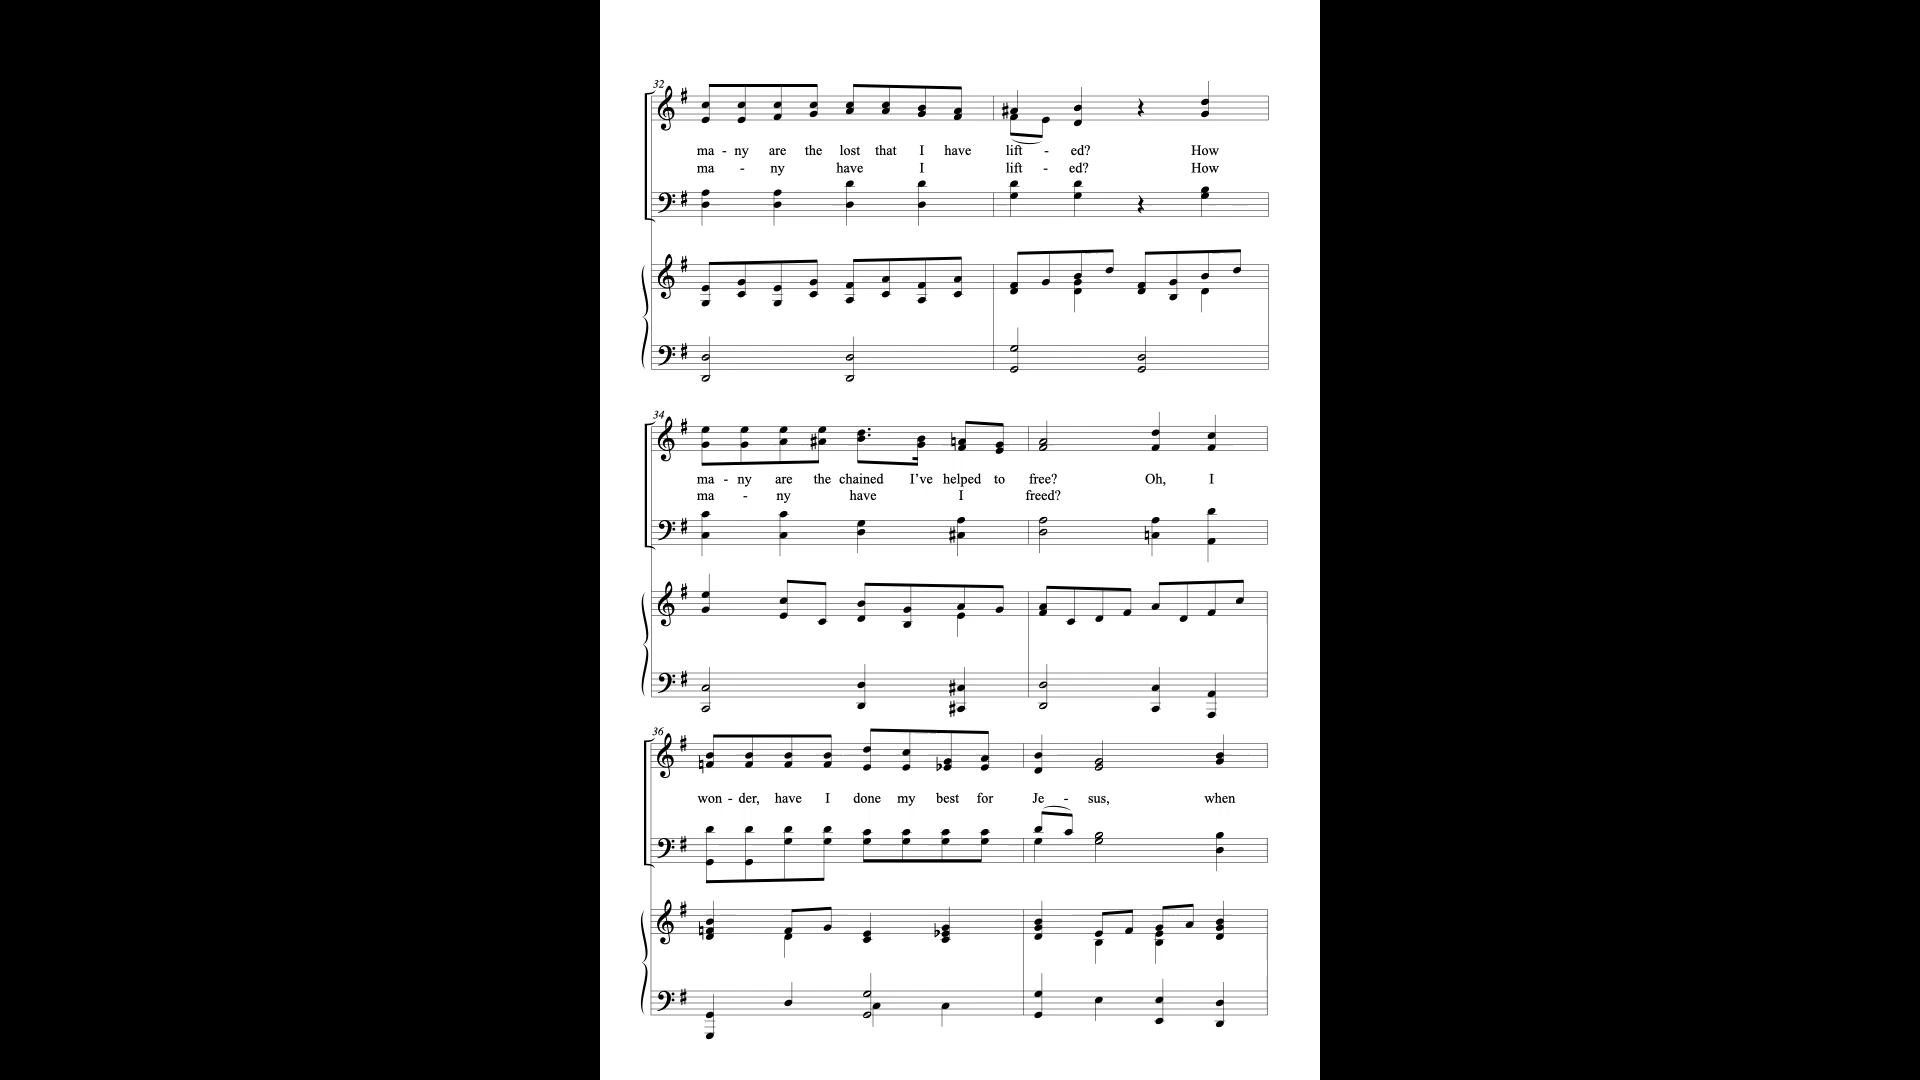 32
ma - ny are the lost that I have lift - ed? How
ma - ny have I lift - ed? How
34
ma - ny are the chained I've helped to free? Oh, I
ma - ny have I freed?
36
won - der, have I done my best for Je - sus, when